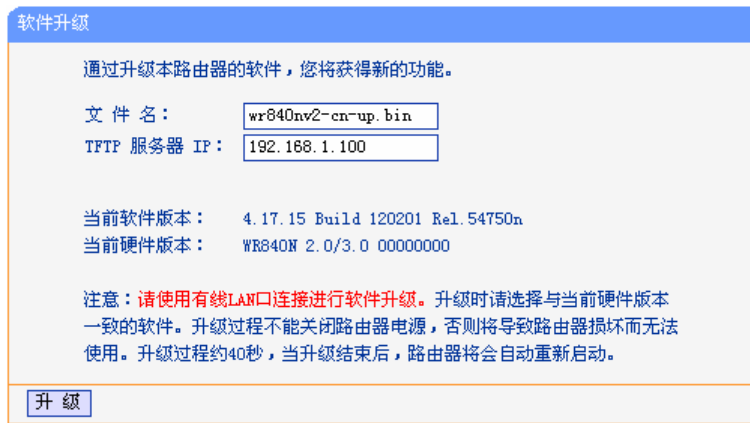 软件升级
通过升级本路由器的软件，您将获得新的功能。
文 件 名： wr840nv2-cn-up.bin
TFTP 服务器 IP： 192.168.1.100
当前软件版本： 4.17.15 Build 120201 Rel.54750n
当前硬件版本： WR840N 2.0/3.0 00000000
注意：请使用有线LAN口连接进行软件升级。升级时请选择与当前硬件版本
一致的软件。升级过程不能关闭路由器电源，否则将导致路由器损坏而无法
使用。升级过程约40秒，当升级结束后，路由器将会自动重新启动。
升 级